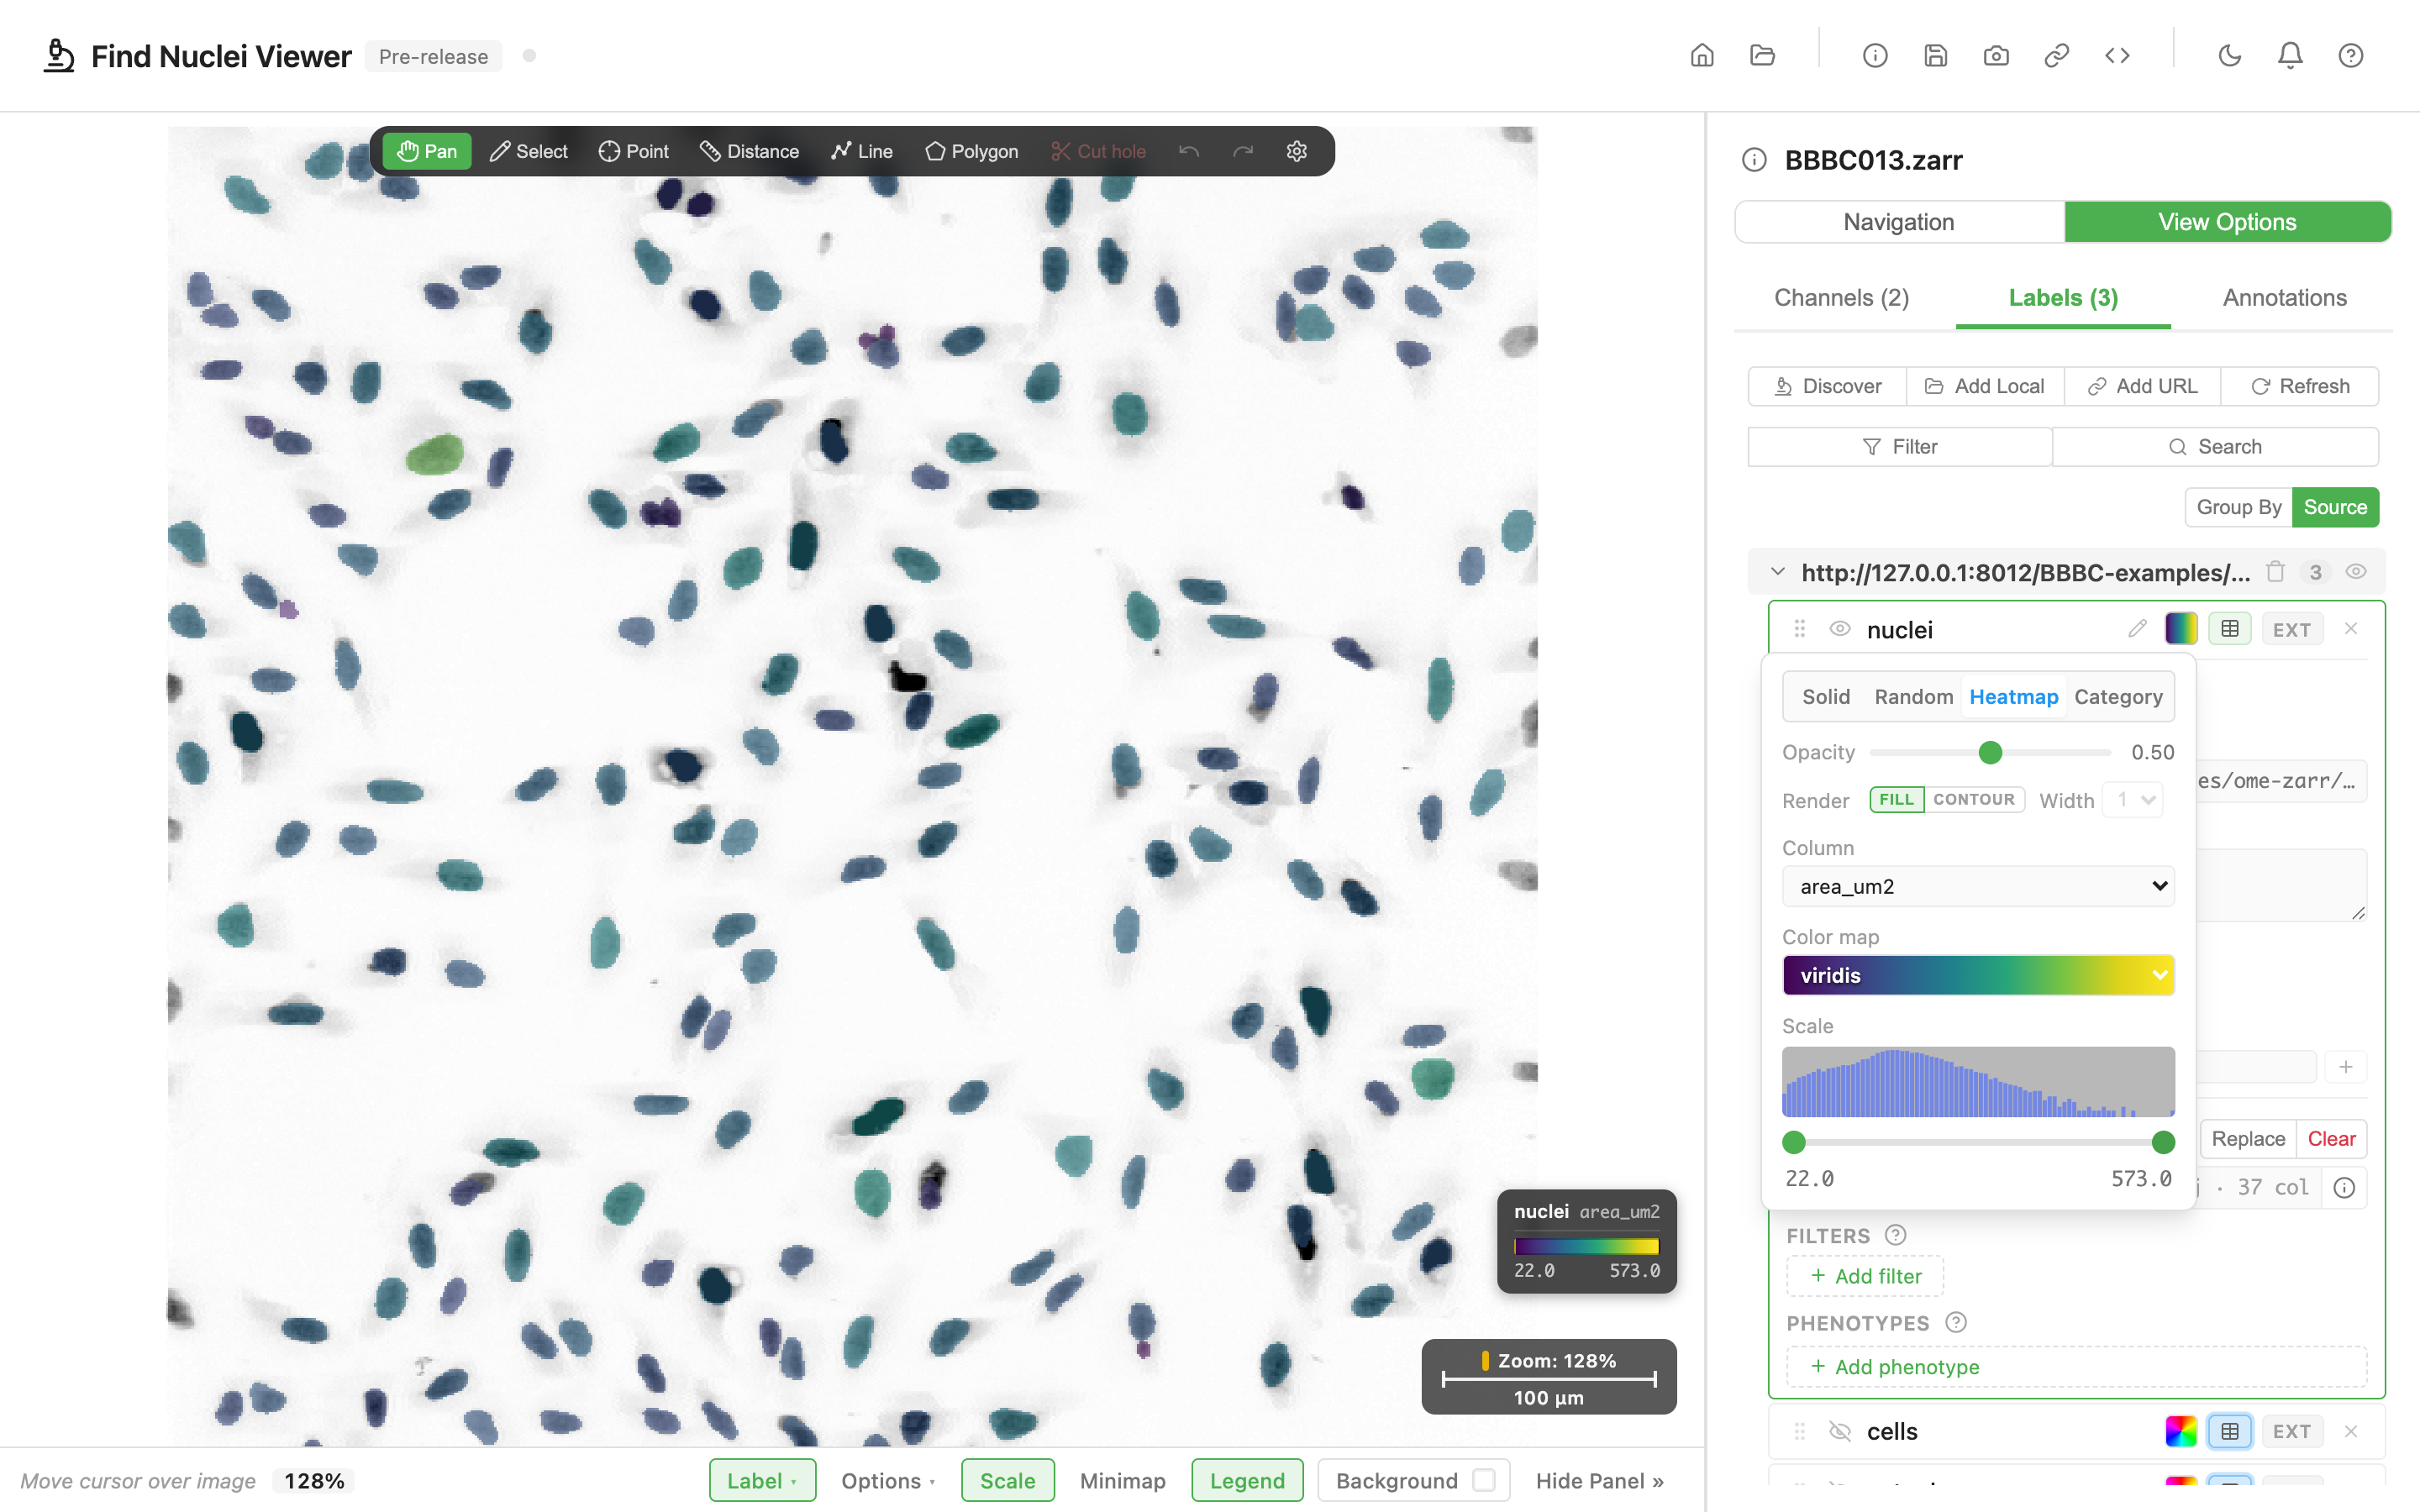 Find Nuclei Viewer Pre-release
Pan Select Point Distance Line Polygon Cut hole
BBBC013.zarr
Navigation View Options
Channels (2) Labels (3) Annotations
Discover Add Local Add URL Refresh
Filter Search
Group By Source
http://127.0.0.1:8012/BBBC-examples/... 3
nuclei EXT
Solid Random Heatmap Category
Opacity 0.50
es/ome-zarr/...
Render FILL CONTOUR Width 1
Column
area_um2
Color map
viridis
Scale
Replace Clear
22.0 573.0
· 37 col
FILTERS
+ Add filter
PHENOTYPES
+ Add phenotype
cells EXT
nuclei area_um2
22.0 573.0
Zoom: 128%
100 µm
Move cursor over image 128% Label Options Scale Minimap Legend Background Hide Panel »